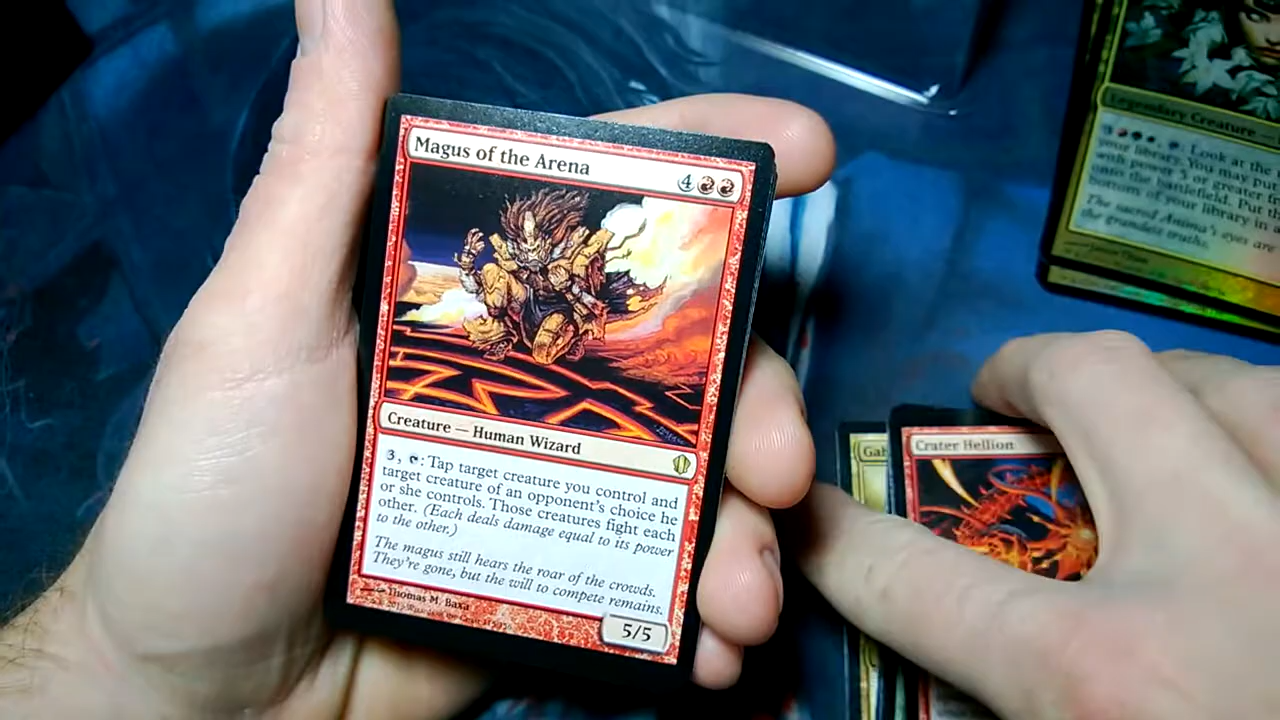 Magus of the Arena
4
Creature — Human Wizard
3, : Tap target creature you control and
target creature of an opponent's choice he
or she controls. Those creatures fight each
other. (Each deals damage equal to its power
to the other.)
The magus still hears the roar of the crowds.
They're gone, but the will to compete remains.
Thomas M. Baxa
5/5
Legendary Creature —
Look at the
your library. You may put
with power 5 or greater
onto the battlefield. Put the
bottom of your library in
The sacred Anima's eyes are
the grandest truths.
Crater Hellion